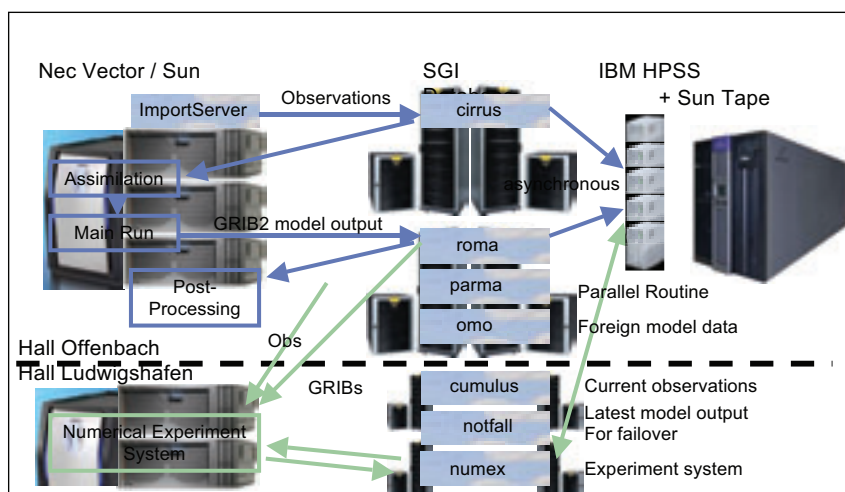 Nec Vector / Sun
SGI
IBM HPSS
+ Sun Tape
ImportServer
Observations
cirrus
Assimilation
asynchronous
Main Run
GRIB2 model output
roma
Post-
Processing
parma
Parallel Routine
omo
Foreign model data
Obs
Hall Offenbach
Hall Ludwigshafen
GRIBs
cumulus
Current observations
notfall
Latest model output
For failover
Numerical Experiment
System
numex
Experiment system